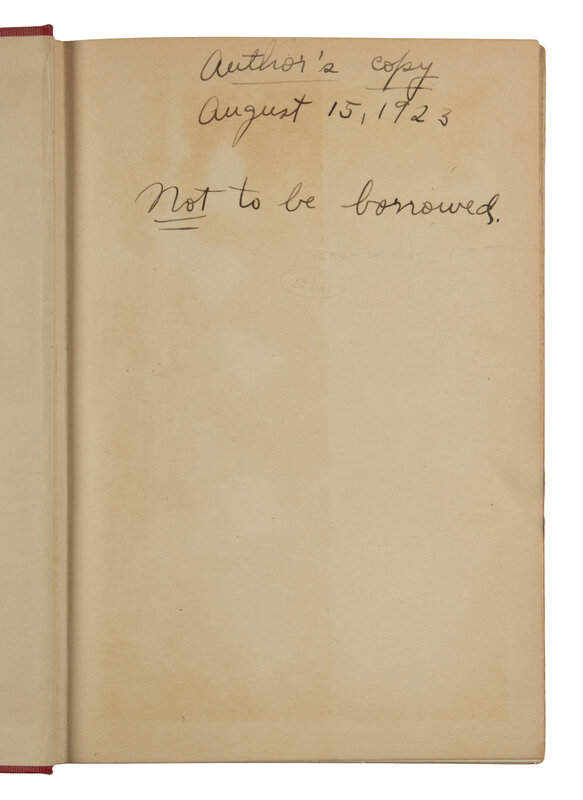 Author's copy
August 15, 1923
Not to be borrowed.